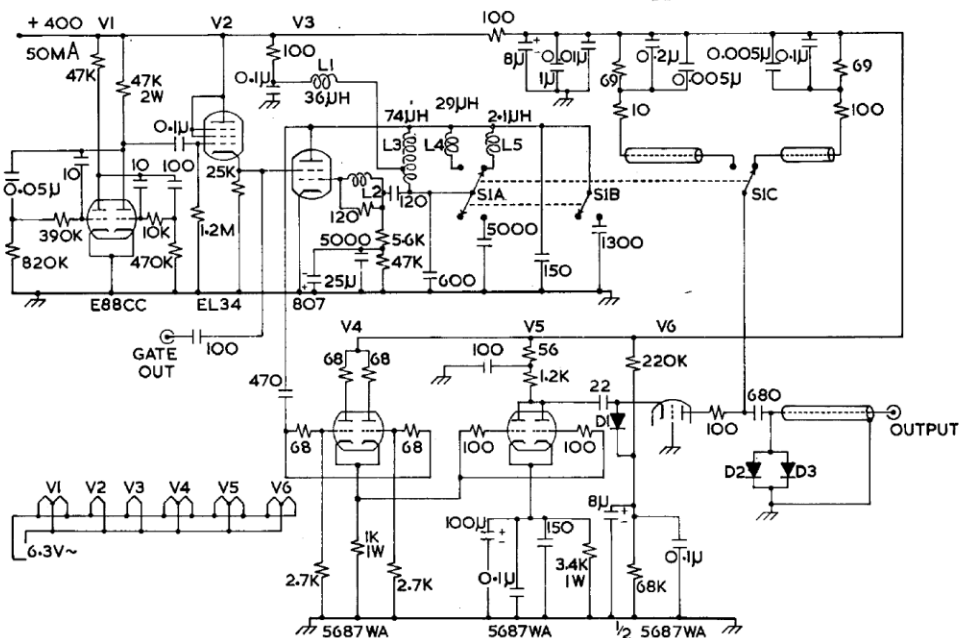 + 400 V1 V2 V3 100
50MA
47K 47K 2W 100 L1 8μ + 0.01μ 1μ 69 0.2μ 0.005μ 0.005μ 0.1μ 69
0.1μ 36μH
74μH 29μH 2.1μH 10 100
0.1μ L3 L4 L5
0.05μ 10 10 100 25K L2 120 120 S1A S1B S1C
390K 10K 1.2M 5000 5.6K 5000 1300
820K 470K 25μ + - 47K 600 150
E88CC EL34 807
GATE OUT 100
V4 V5 V6
68 68 100 56 220K
470 1.2K 22 680
68 68 100 100 D1 100 OUTPUT
D2 D3
V1 V2 V3 V4 V5 V6
6.3V~
1K 1W 100μ + - 150 8μ + -
2.7K 2.7K 0.1μ 3.4K 1W 68K 0.1μ
5687WA 5687WA 1/2 5687WA